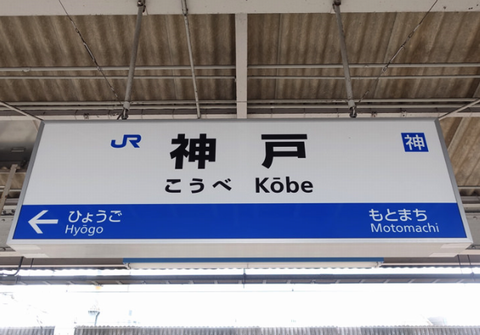 JR 神戸 神
こうべ Kōbe
← ひょうご もとまち
Hyōgo Motomachi